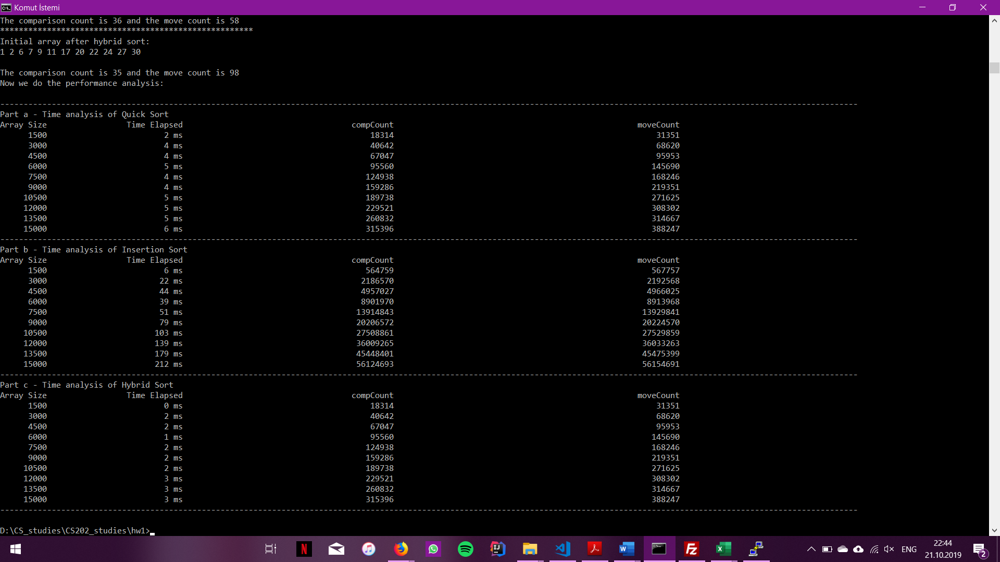 Komut İstemi
The comparison count is 36 and the move count is 58
******************************************************
Initial array after hybrid sort:
1 2 6 7 9 11 17 20 22 24 27 30
The comparison count is 35 and the move count is 98
Now we do the performance analysis:
Part a - Time analysis of Quick Sort
Array Size Time Elapsed compCount moveCount
1500 2 ms 18314 31351
3000 4 ms 40642 68620
4500 4 ms 67047 95953
6000 5 ms 95560 145690
7500 4 ms 124938 168246
9000 4 ms 159286 219351
10500 5 ms 189738 271625
12000 5 ms 229521 308302
13500 5 ms 260832 314667
15000 6 ms 315396 388247
Part b - Time analysis of Insertion Sort
Array Size Time Elapsed compCount moveCount
1500 6 ms 564759 567757
3000 22 ms 2186570 2192568
4500 44 ms 4957027 4966025
6000 39 ms 8901970 8913968
7500 51 ms 13914843 13929841
9000 79 ms 20206572 20224570
10500 103 ms 27508861 27529859
12000 139 ms 36009265 36033263
13500 179 ms 45448401 45475399
15000 212 ms 56124693 56154691
Part c - Time analysis of Hybrid Sort
Array Size Time Elapsed compCount moveCount
1500 0 ms 18314 31351
3000 2 ms 40642 68620
4500 2 ms 67047 95953
6000 1 ms 95560 145690
7500 2 ms 124938 168246
9000 2 ms 159286 219351
10500 2 ms 189738 271625
12000 3 ms 229521 308302
13500 3 ms 260832 314667
15000 3 ms 315396 388247
D:\CS_studies\CS202_studies\hw1>
ENG
22:44
21.10.2019
2